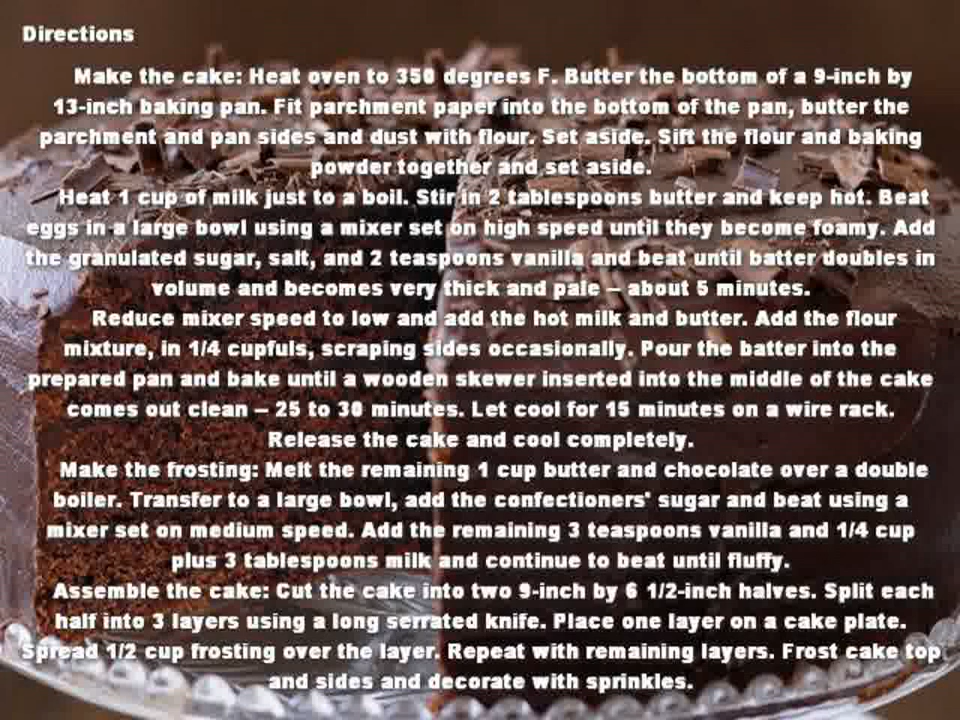 Directions
Make the cake: Heat oven to 350 degrees F. Butter the bottom of a 9-inch by
13-inch baking pan. Fit parchment paper into the bottom of the pan, butter the
parchment and pan sides and dust with flour. Set aside. Sift the flour and baking
powder together and set aside.
Heat 1 cup of milk just to a boil. Stir in 2 tablespoons butter and keep hot. Beat
eggs in a large bowl using a mixer set on high speed until they become foamy. Add
the granulated sugar, salt, and 2 teaspoons vanilla and beat until batter doubles in
volume and becomes very thick and pale – about 5 minutes.
Reduce mixer speed to low and add the hot milk and butter. Add the flour
mixture, in 1/4 cupfuls, scraping sides occasionally. Pour the batter into the
prepared pan and bake until a wooden skewer inserted into the middle of the cake
comes out clean – 25 to 30 minutes. Let cool for 15 minutes on a wire rack.
Release the cake and cool completely.
Make the frosting: Melt the remaining 1 cup butter and chocolate over a double
boiler. Transfer to a large bowl, add the confectioners' sugar and beat using a
mixer set on medium speed. Add the remaining 3 teaspoons vanilla and 1/4 cup
plus 3 tablespoons milk and continue to beat until fluffy.
Assemble the cake: Cut the cake into two 9-inch by 6 1/2-inch halves. Split each
half into 3 layers using a long serrated knife. Place one layer on a cake plate.
Spread 1/2 cup frosting over the layer. Repeat with remaining layers. Frost cake top
and sides and decorate with sprinkles.